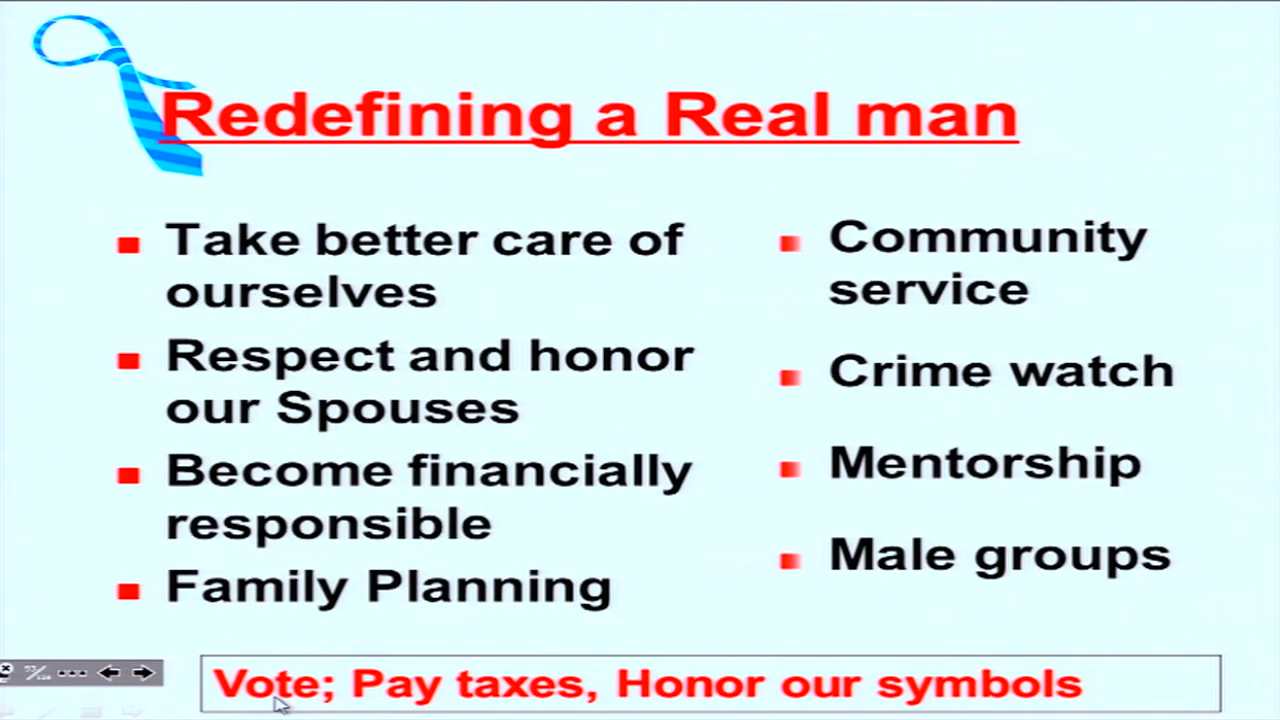 Redefining a Real man
Take better care of
ourselves
Respect and honor
our Spouses
Become financially
responsible
Family Planning
Community
service
Crime watch
Mentorship
Male groups
Vote; Pay taxes, Honor our symbols